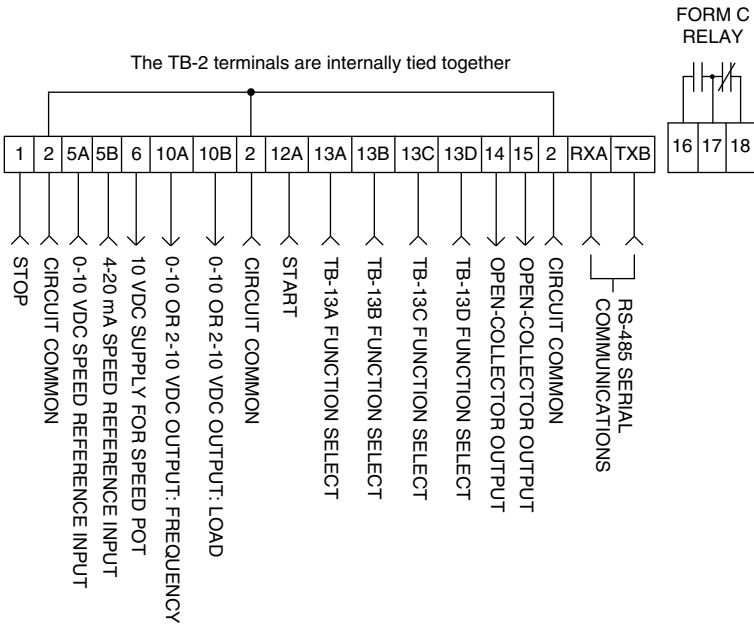 FORM C
RELAY
The TB-2 terminals are internally tied together
1 2 5A 5B 6 10A 10B 2 12A 13A 13B 13C 13D 14 15 2 RXA TXB
16 17 18
STOP
CIRCUIT COMMON
0-10 VDC SPEED REFERENCE INPUT
4-20 mA SPEED REFERENCE INPUT
10 VDC SUPPLY FOR SPEED POT
0-10 OR 2-10 VDC OUTPUT: FREQUENCY
0-10 OR 2-10 VDC OUTPUT: LOAD
CIRCUIT COMMON
START
TB-13A FUNCTION SELECT
TB-13B FUNCTION SELECT
TB-13C FUNCTION SELECT
TB-13D FUNCTION SELECT
OPEN-COLLECTOR OUTPUT
OPEN-COLLECTOR OUTPUT
CIRCUIT COMMON
RS-485 SERIAL
COMMUNICATIONS